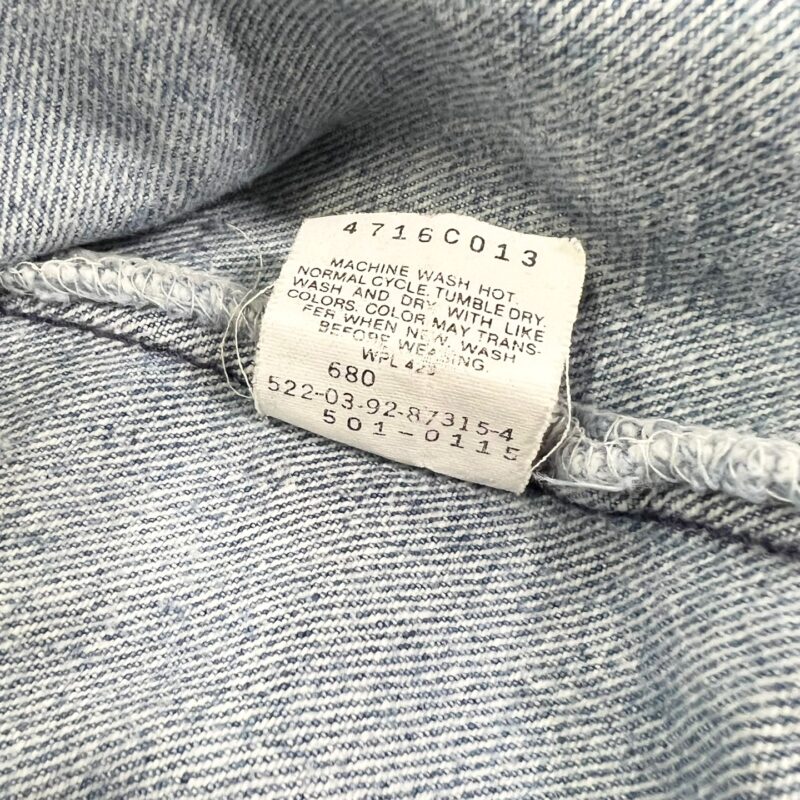 4716C013
MACHINE WASH HOT.
NORMAL CYCLE. TUMBLE DRY.
WASH AND DRY WITH LIKE
COLORS. COLOR MAY TRANS-
FER WHEN NEW. WASH
BEFORE WEARING.
WPL 423
680
522-03-92-87315-4
501-0115